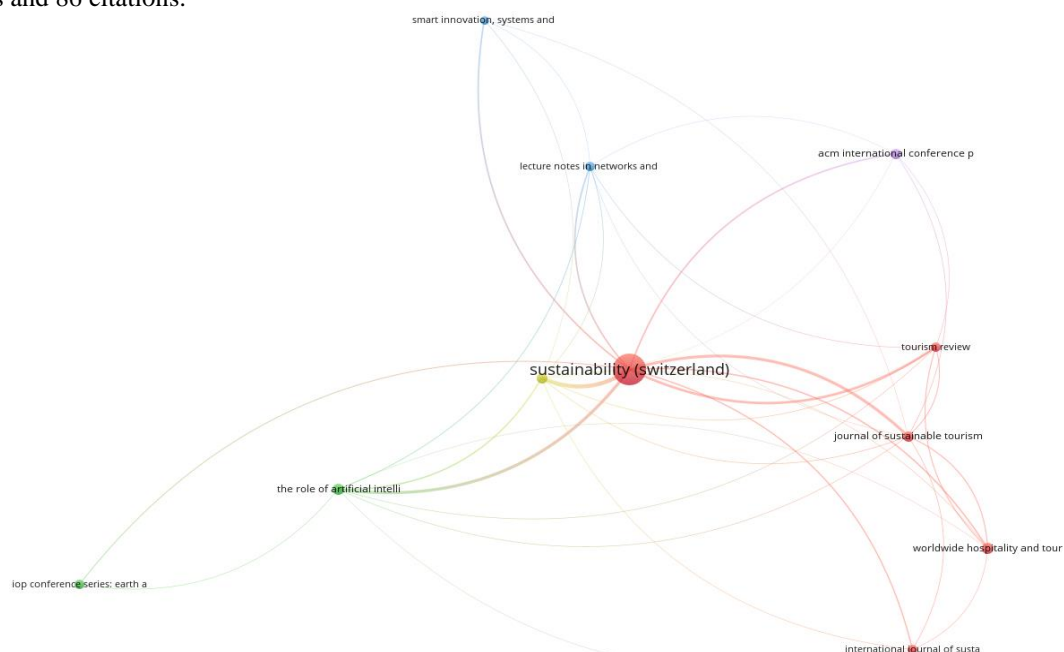 s and 86 citations.
smart innovation, systems and
acm international conference p
lecture notes in networks and
tourism review
sustainability (switzerland)
journal of sustainable tourism
the role of artificial intelli
worldwide hospitality and tour
iop conference series: earth a
international journal of susta